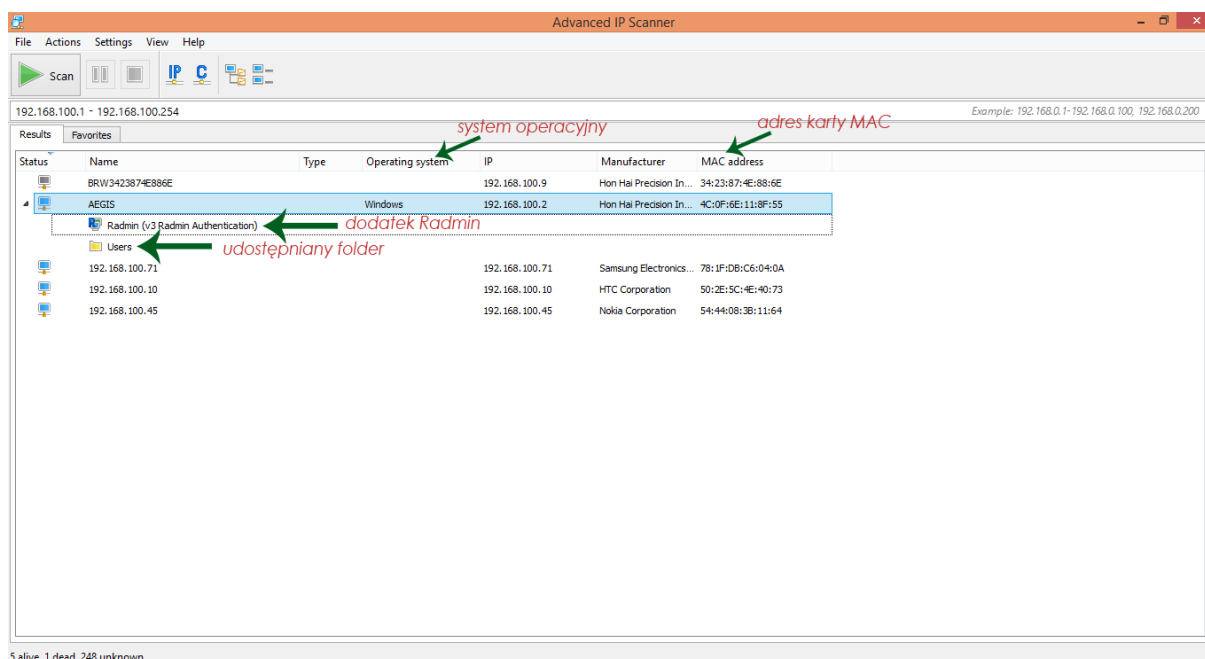 Advanced IP Scanner
File Actions Settings View Help
Scan IP C
192.168.100.1 - 192.168.100.254 Example: 192.168.0.1-192.168.0.100, 192.168.0.200
Results Favorites
system operacyjny adres karty MAC
Status Name Type Operating system IP Manufacturer MAC address
BRW3423874E886E 192.168.100.9 Hon Hai Precision In... 34:23:87:4E:88:6E
AEGIS Windows 192.168.100.2 Hon Hai Precision In... 4C:0F:6E:11:8F:55
Radmin (v3 Radmin Authentication) dodatek Radmin
Users udostępniany folder
192.168.100.71 192.168.100.71 Samsung Electronics... 78:1F:DB:C6:04:0A
192.168.100.10 192.168.100.10 HTC Corporation 50:2E:5C:4E:40:73
192.168.100.45 192.168.100.45 Nokia Corporation 54:44:08:3B:11:64
5 alive, 1 dead, 248 unknown